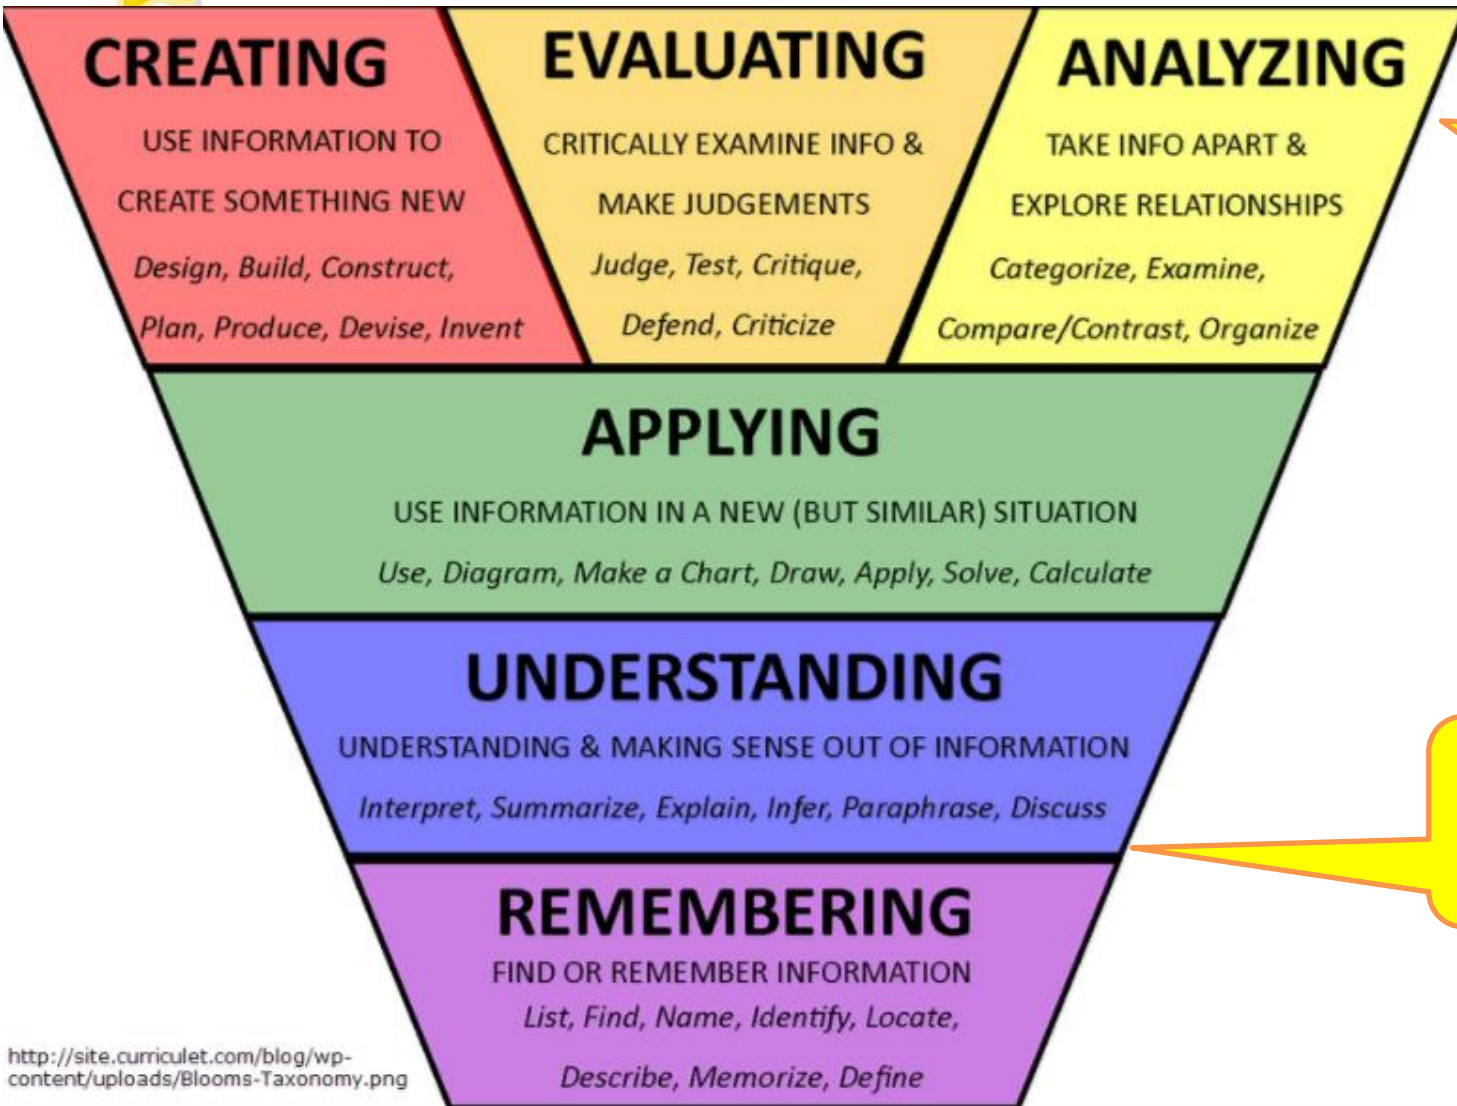 CREATING
USE INFORMATION TO
CREATE SOMETHING NEW
Design, Build, Construct,
Plan, Produce, Devise, Invent
EVALUATING
CRITICALLY EXAMINE INFO &
MAKE JUDGEMENTS
Judge, Test, Critique,
Defend, Criticize
ANALYZING
TAKE INFO APART &
EXPLORE RELATIONSHIPS
Categorize, Examine,
Compare/Contrast, Organize
APPLYING
USE INFORMATION IN A NEW (BUT SIMILAR) SITUATION
Use, Diagram, Make a Chart, Draw, Apply, Solve, Calculate
UNDERSTANDING
UNDERSTANDING & MAKING SENSE OUT OF INFORMATION
Interpret, Summarize, Explain, Infer, Paraphrase, Discuss
REMEMBERING
FIND OR REMEMBER INFORMATION
List, Find, Name, Identify, Locate,
Describe, Memorize, Define
http://site.curriculet.com/blog/wp-
content/uploads/Blooms-Taxonomy.png